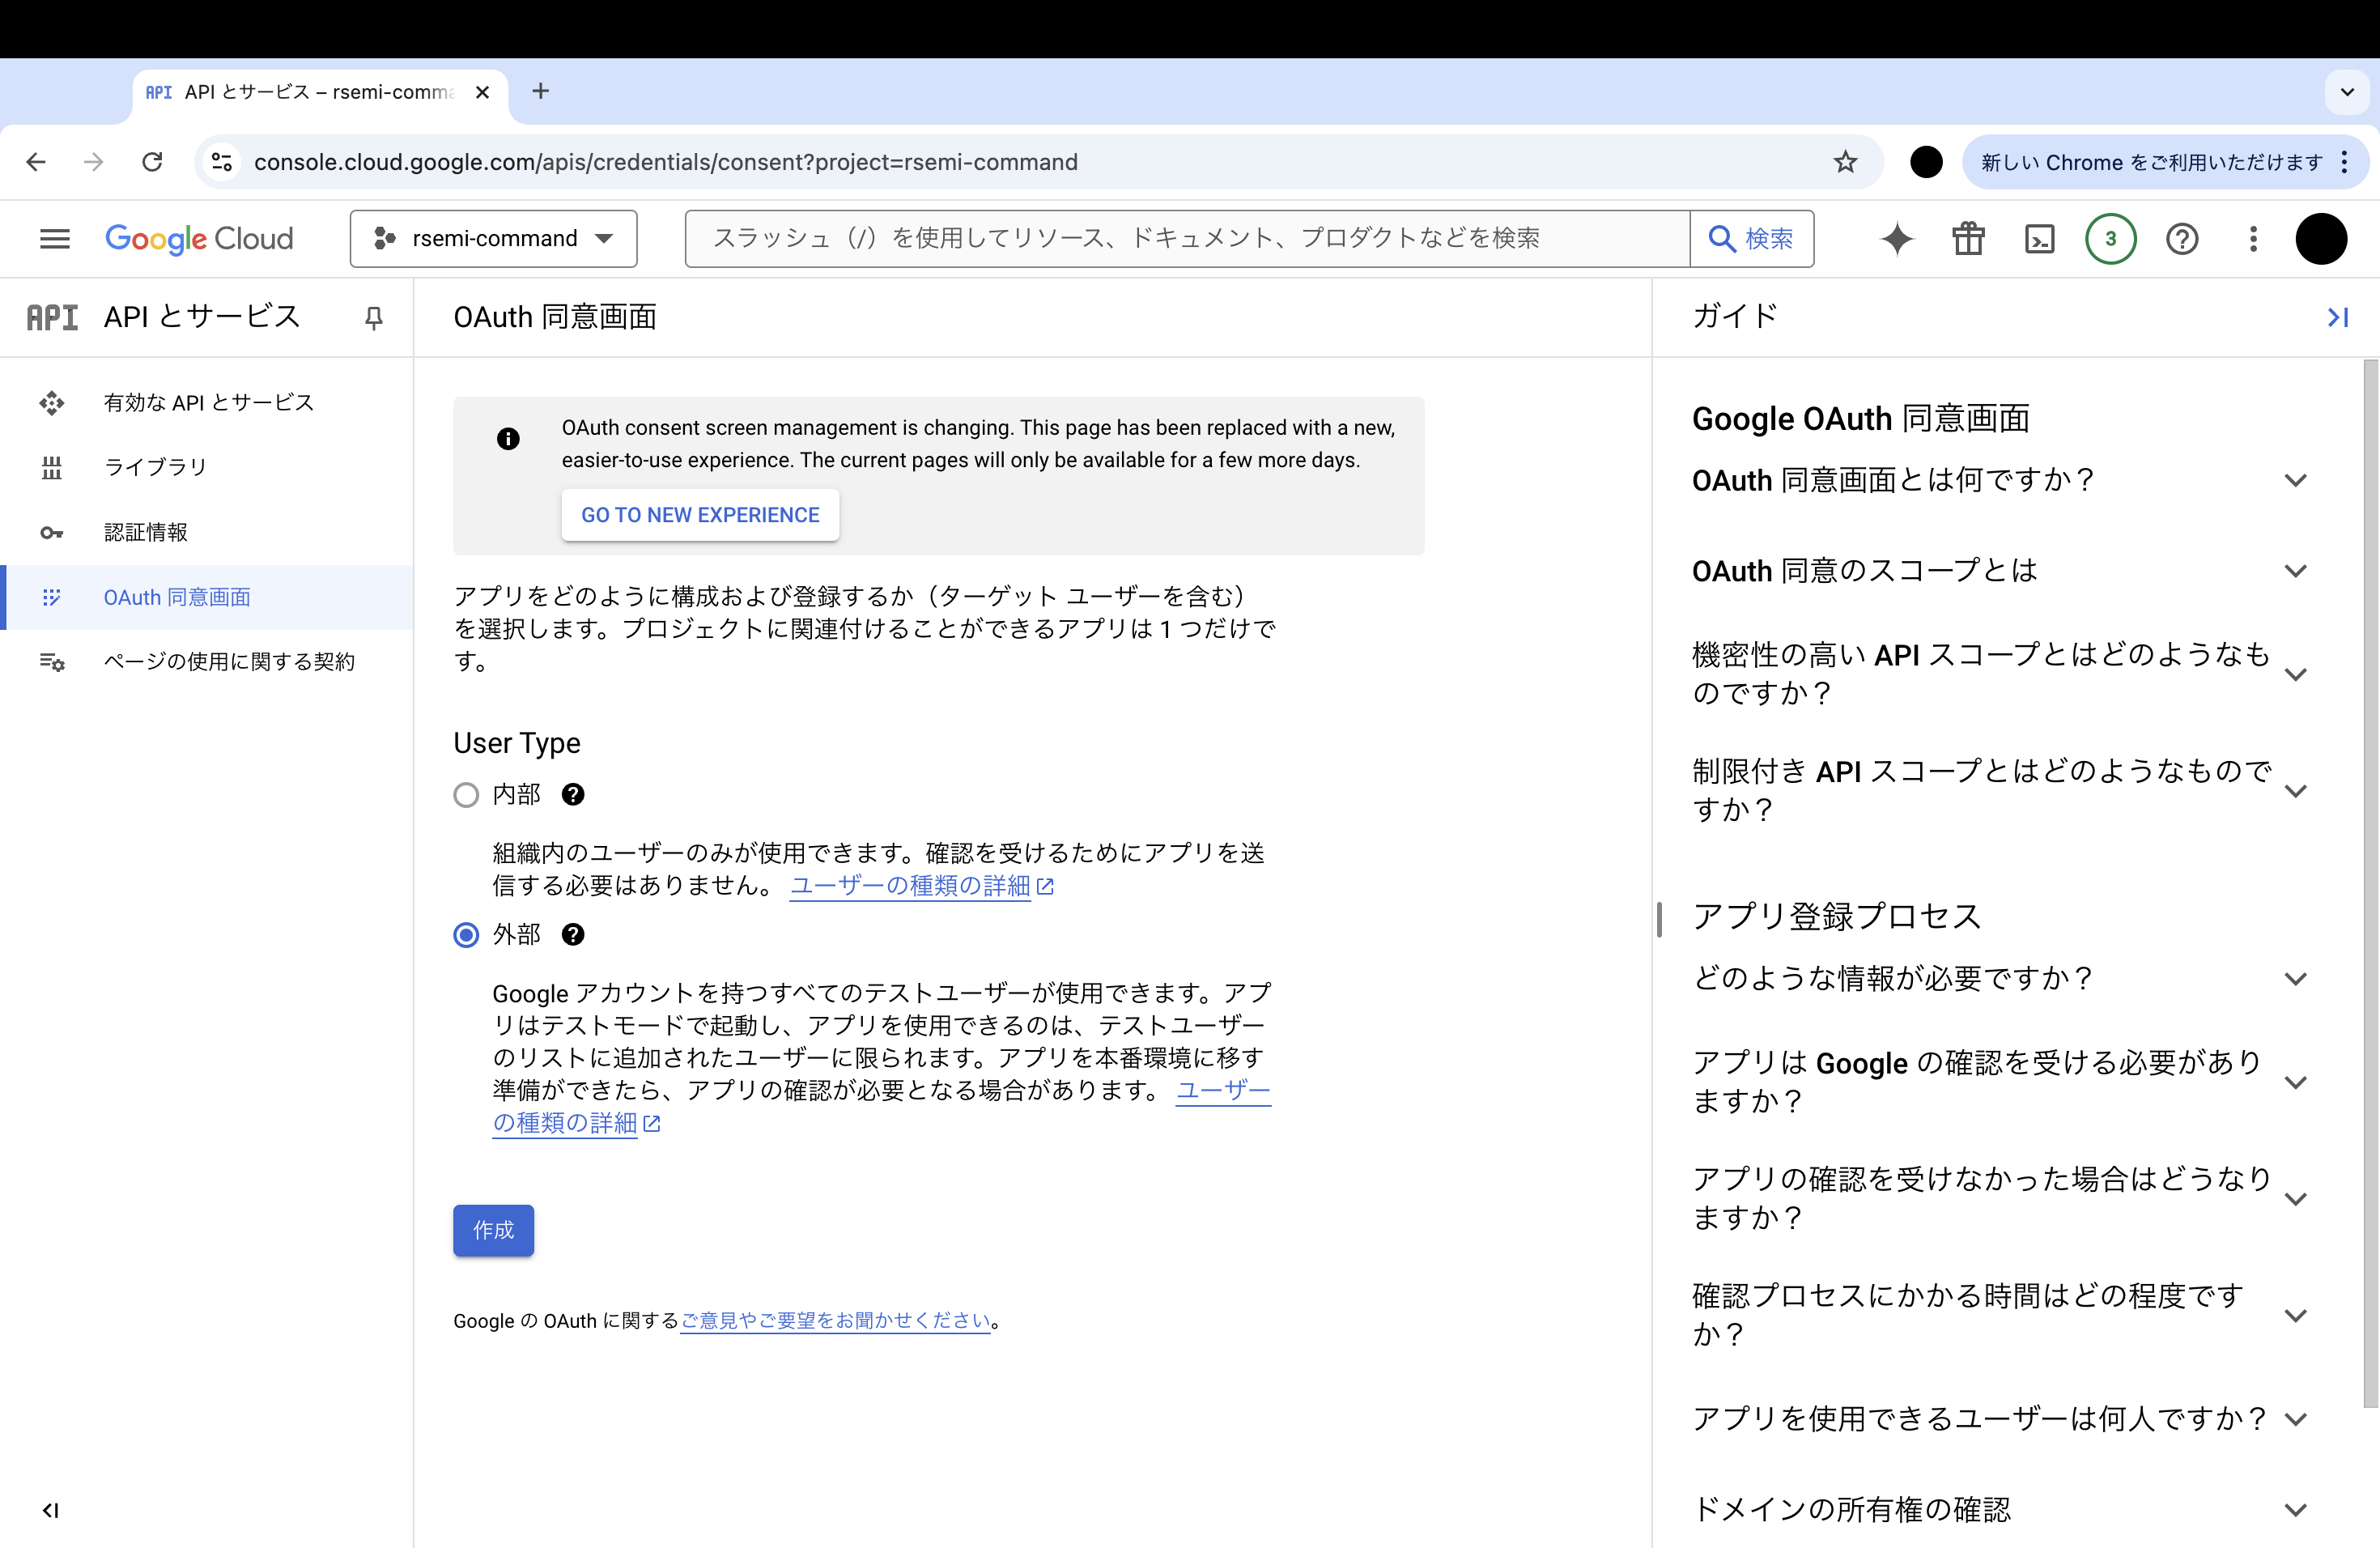 API API とサービス – rsemi-comma
console.cloud.google.com/apis/credentials/consent?project=rsemi-command
新しい Chrome をご利用いただけます
Google Cloud
rsemi-command
スラッシュ（/）を使用してリソース、ドキュメント、プロダクトなどを検索
検索
3
API API とサービス
有効な API とサービス
ライブラリ
認証情報
OAuth 同意画面
ページの使用に関する契約
OAuth 同意画面
OAuth consent screen management is changing. This page has been replaced with a new,
easier-to-use experience. The current pages will only be available for a few more days.
GO TO NEW EXPERIENCE
アプリをどのように構成および登録するか（ターゲット ユーザーを含む）
を選択します。プロジェクトに関連付けることができるアプリは 1 つだけで
す。
User Type
内部
組織内のユーザーのみが使用できます。確認を受けるためにアプリを送
信する必要はありません。 ユーザーの種類の詳細
外部
Google アカウントを持つすべてのテストユーザーが使用できます。アプ
リはテストモードで起動し、アプリを使用できるのは、テストユーザー
のリストに追加されたユーザーに限られます。アプリを本番環境に移す
準備ができたら、アプリの確認が必要となる場合があります。 ユーザー
の種類の詳細
作成
Google の OAuth に関するご意見やご要望をお聞かせください。
ガイド
Google OAuth 同意画面
OAuth 同意画面とは何ですか？
OAuth 同意のスコープとは
機密性の高い API スコープとはどのようなも
のですか？
制限付き API スコープとはどのようなもので
すか？
アプリ登録プロセス
どのような情報が必要ですか？
アプリは Google の確認を受ける必要があり
ますか？
アプリの確認を受けなかった場合はどうなり
ますか？
確認プロセスにかかる時間はどの程度です
か？
アプリを使用できるユーザーは何人ですか？
ドメインの所有権の確認